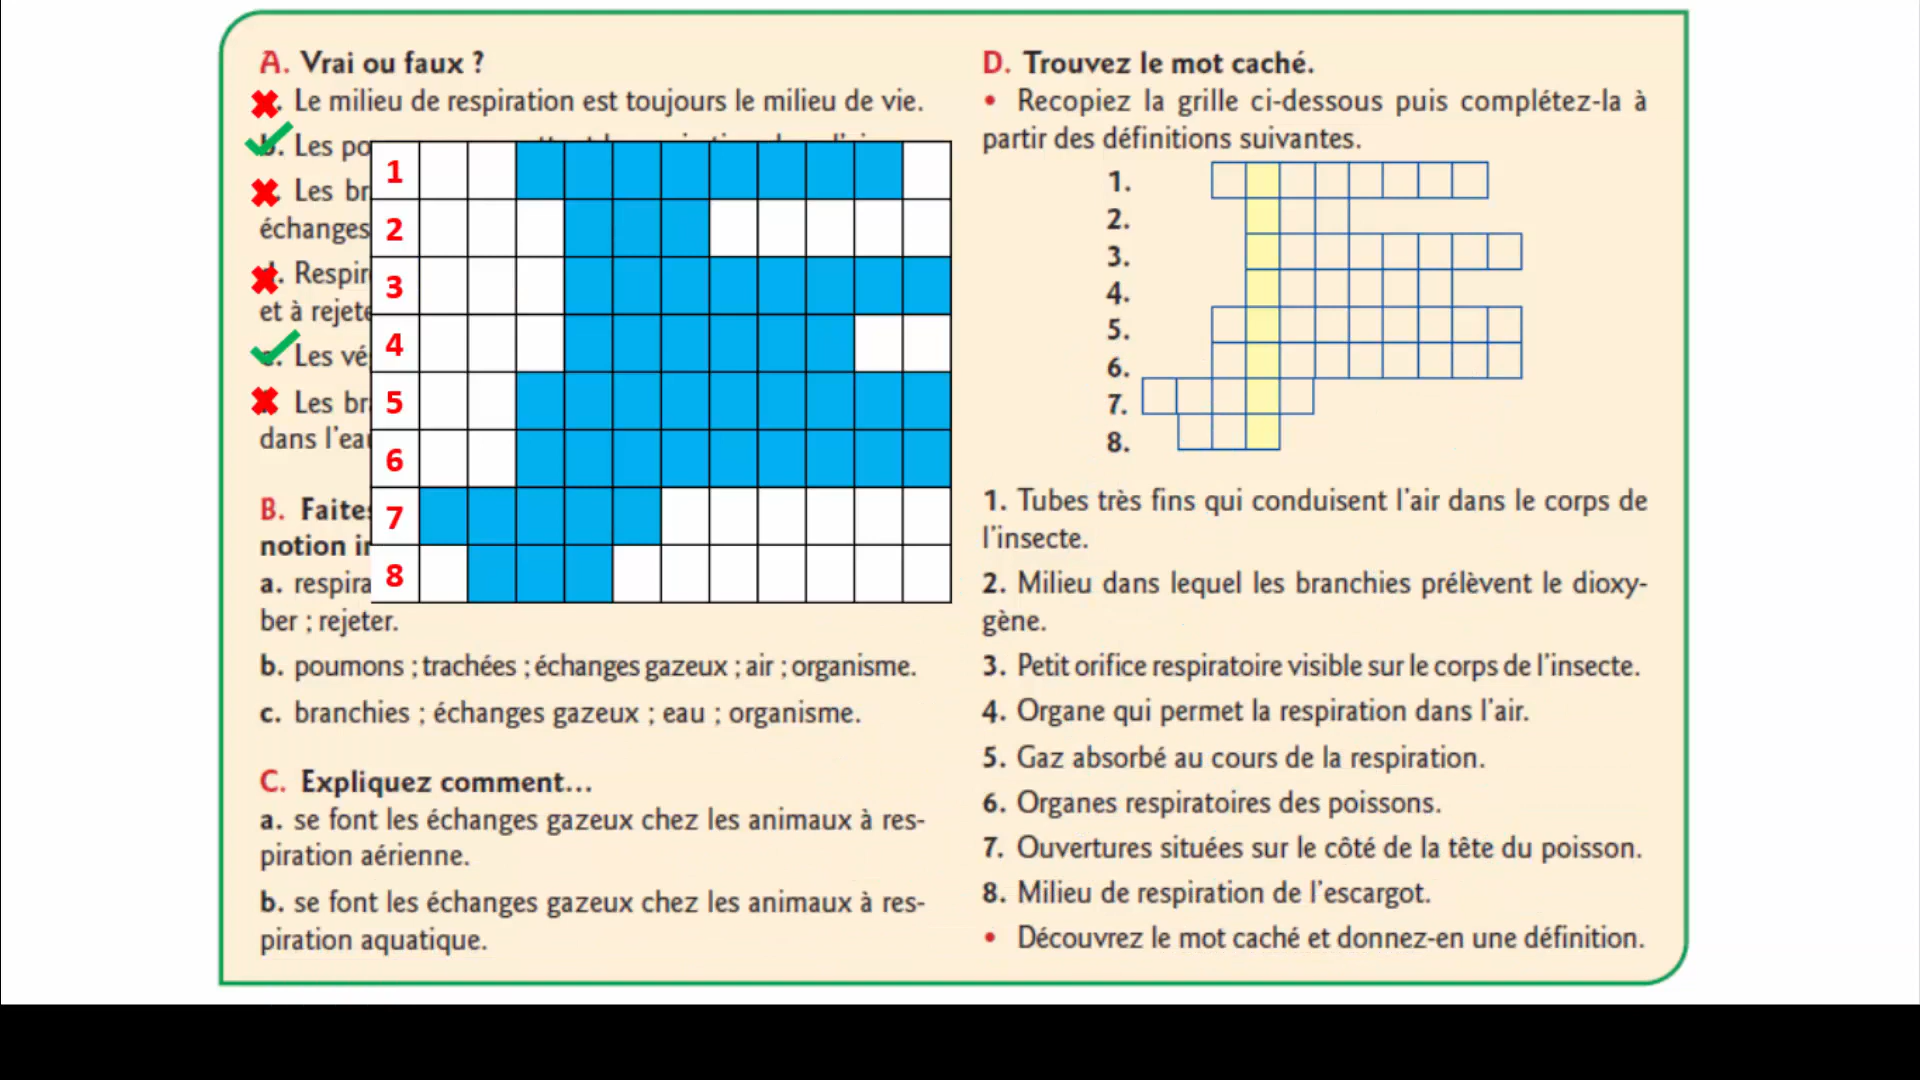 A. Vrai ou faux ?
Le milieu de respiration est toujours le milieu de vie.
b. Les
Les
échanges
Respir
et à
Les
Les
dans l'eau
B. Faites
notion
a. respira
ber ; rejeter.
b. poumons ; trachées ; échanges gazeux ; air ; organisme.
c. branchies ; échanges gazeux ; eau ; organisme.
C. Expliquez comment...
a. se font les échanges gazeux chez les animaux à res-
piration aérienne.
b. se font les échanges gazeux chez les animaux à res-
piration aquatique.
1
2
3
4
5
6
7
8
D. Trouvez le mot caché.
• Recopiez la grille ci-dessous puis complétez-la à
partir des définitions suivantes.
1.
2.
3.
4.
5.
6.
7.
8.
1. Tubes très fins qui conduisent l'air dans le corps de
l'insecte.
2. Milieu dans lequel les branchies prélèvent le dioxy-
gène.
3. Petit orifice respiratoire visible sur le corps de l'insecte.
4. Organe qui permet la respiration dans l'air.
5. Gaz absorbé au cours de la respiration.
6. Organes respiratoires des poissons.
7. Ouvertures situées sur le côté de la tête du poisson.
8. Milieu de respiration de l'escargot.
• Découvrez le mot caché et donnez-en une définition.